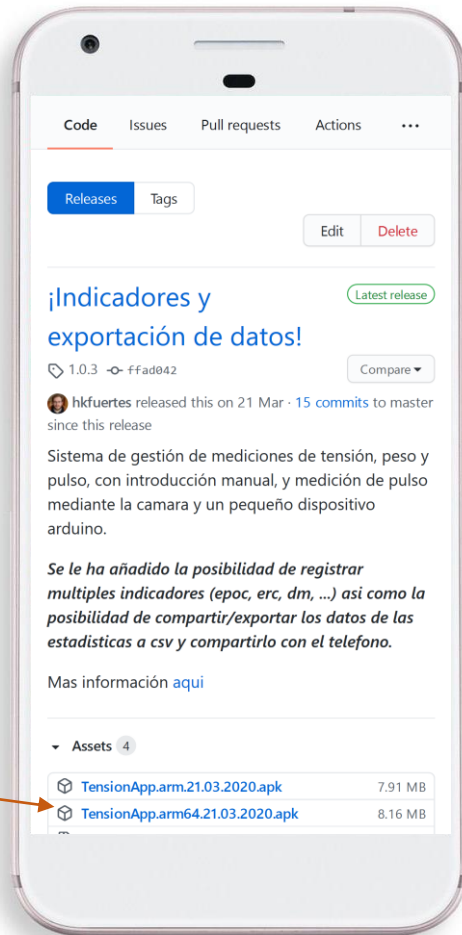 Code Issues Pull requests Actions ...
Releases Tags
Edit Delete
¡Indicadores y
exportación de datos!
Latest release
1.0.3 ffad042
Compare
hkfuertes released this on 21 Mar · 15 commits to master
since this release
Sistema de gestión de mediciones de tensión, peso y
pulso, con introducción manual, y medición de pulso
mediante la camara y un pequeño dispositivo
arduino.
Se le ha añadido la posibilidad de registrar
multiples indicadores (epoc, erc, dm, ...) asi como la
posibilidad de compartir/exportar los datos de las
estadisticas a csv y compartirlo con el telefono.
Mas información aqui
Assets 4
TensionApp.arm.21.03.2020.apk 7.91 MB
TensionApp.arm64.21.03.2020.apk 8.16 MB